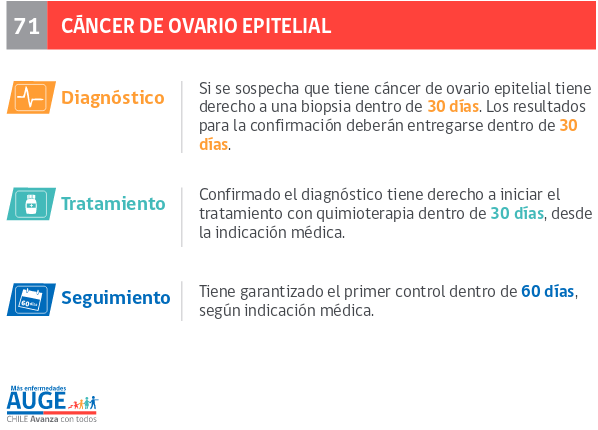 71 CÁNCER DE OVARIO EPITELIAL
Diagnóstico
Si se sospecha que tiene cáncer de ovario epitelial tiene
derecho a una biopsia dentro de 30 días. Los resultados
para la confirmación deberán entregarse dentro de 30
días.
Tratamiento
Confirmado el diagnóstico tiene derecho a iniciar el
tratamiento con quimioterapia dentro de 30 días, desde
la indicación médica.
60 días
Seguimiento
Tiene garantizado el primer control dentro de 60 días,
según indicación médica.
Más enfermedades
AUGE
CHILE Avanza con todos